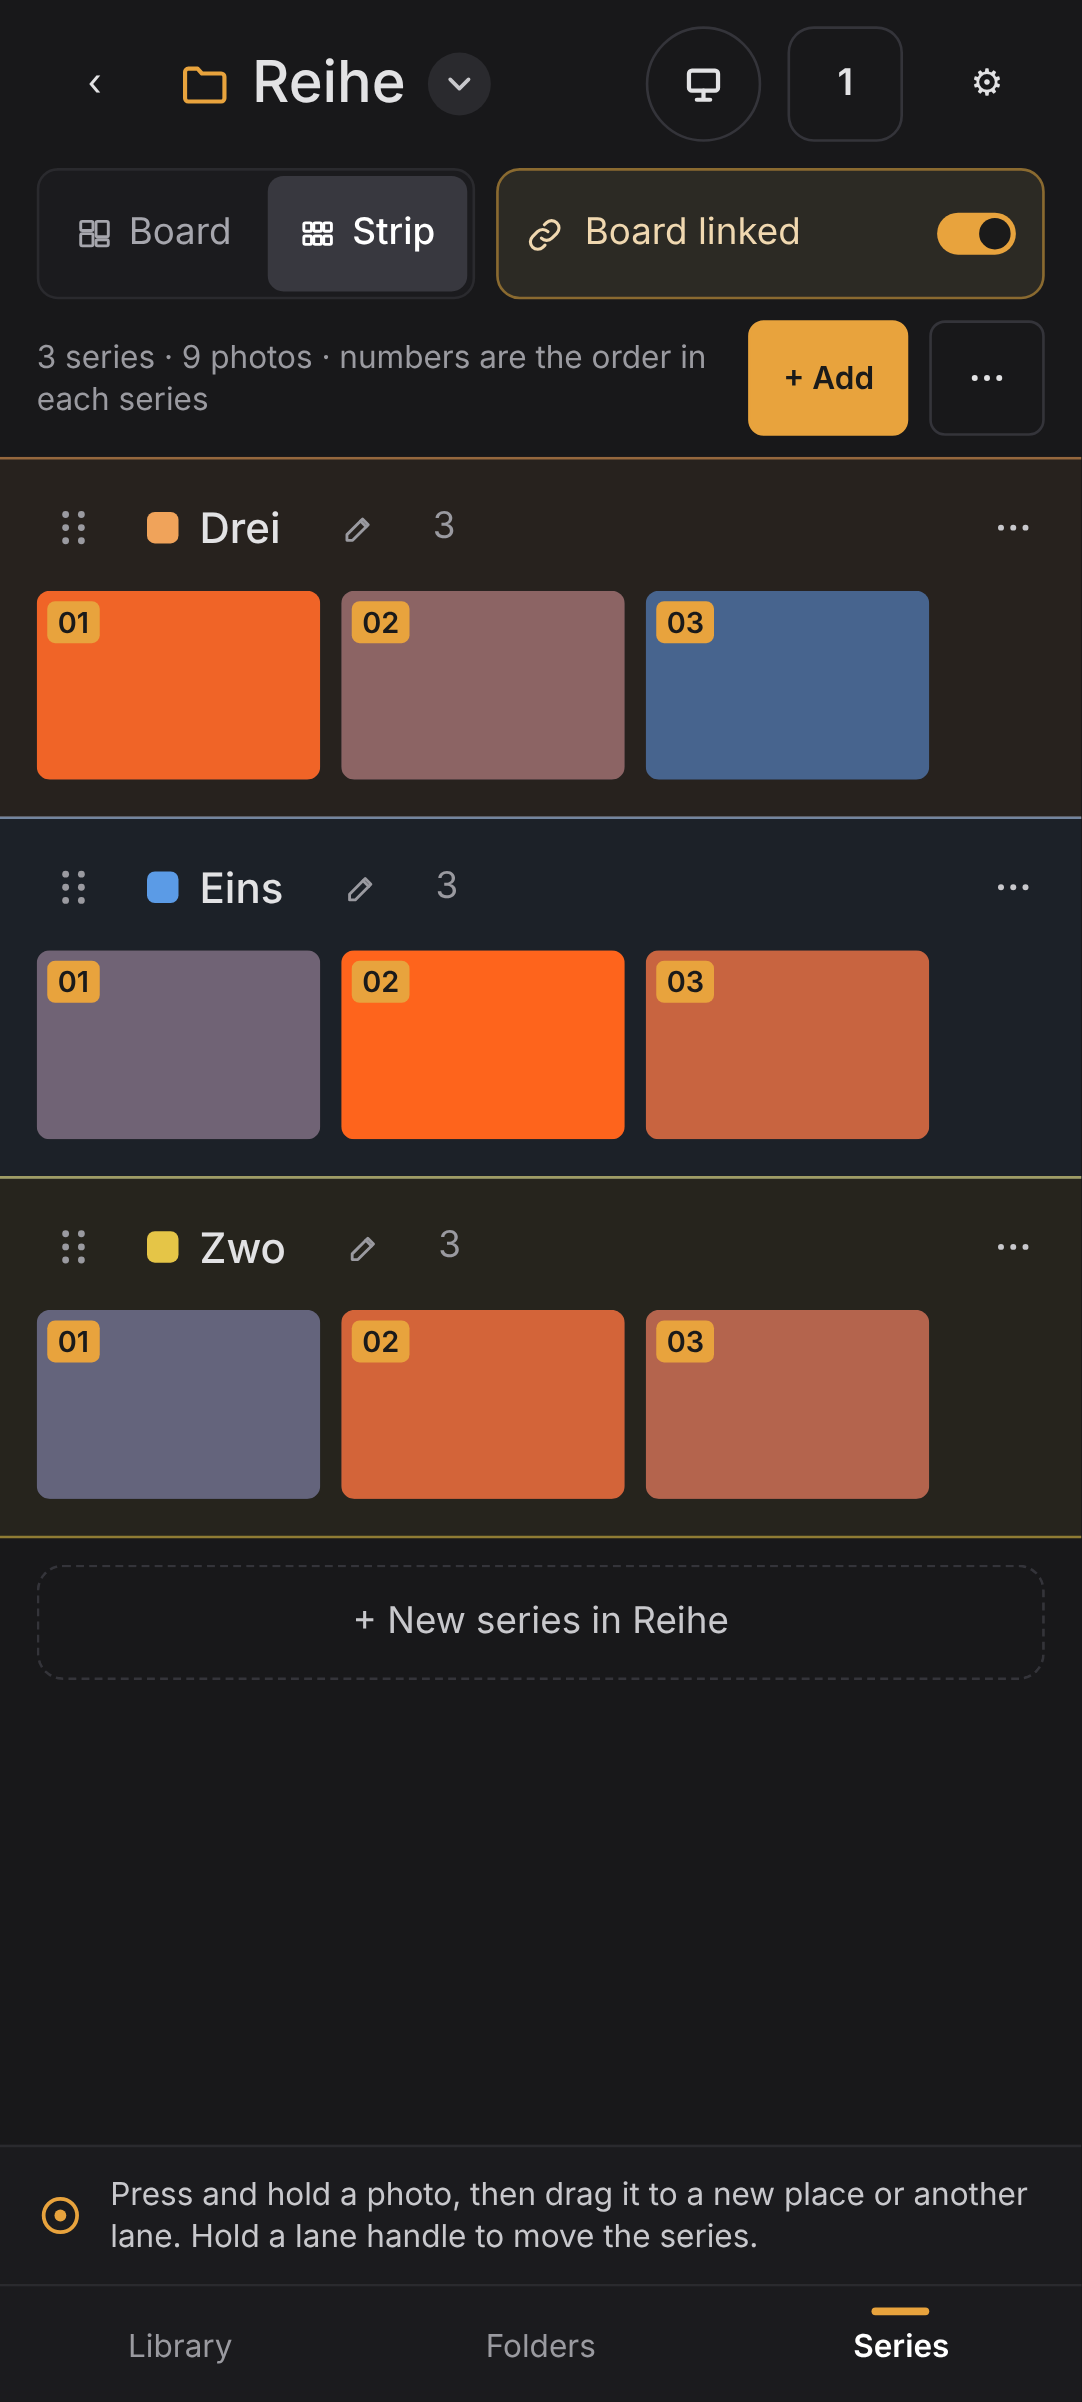 Reihe
1
Board
Strip
Board linked
3 series · 9 photos · numbers are the order in
each series
+ Add
Drei
3
01
02
03
Eins
3
01
02
03
Zwo
3
01
02
03
+ New series in Reihe
Press and hold a photo, then drag it to a new place or another
lane. Hold a lane handle to move the series.
Library
Folders
Series